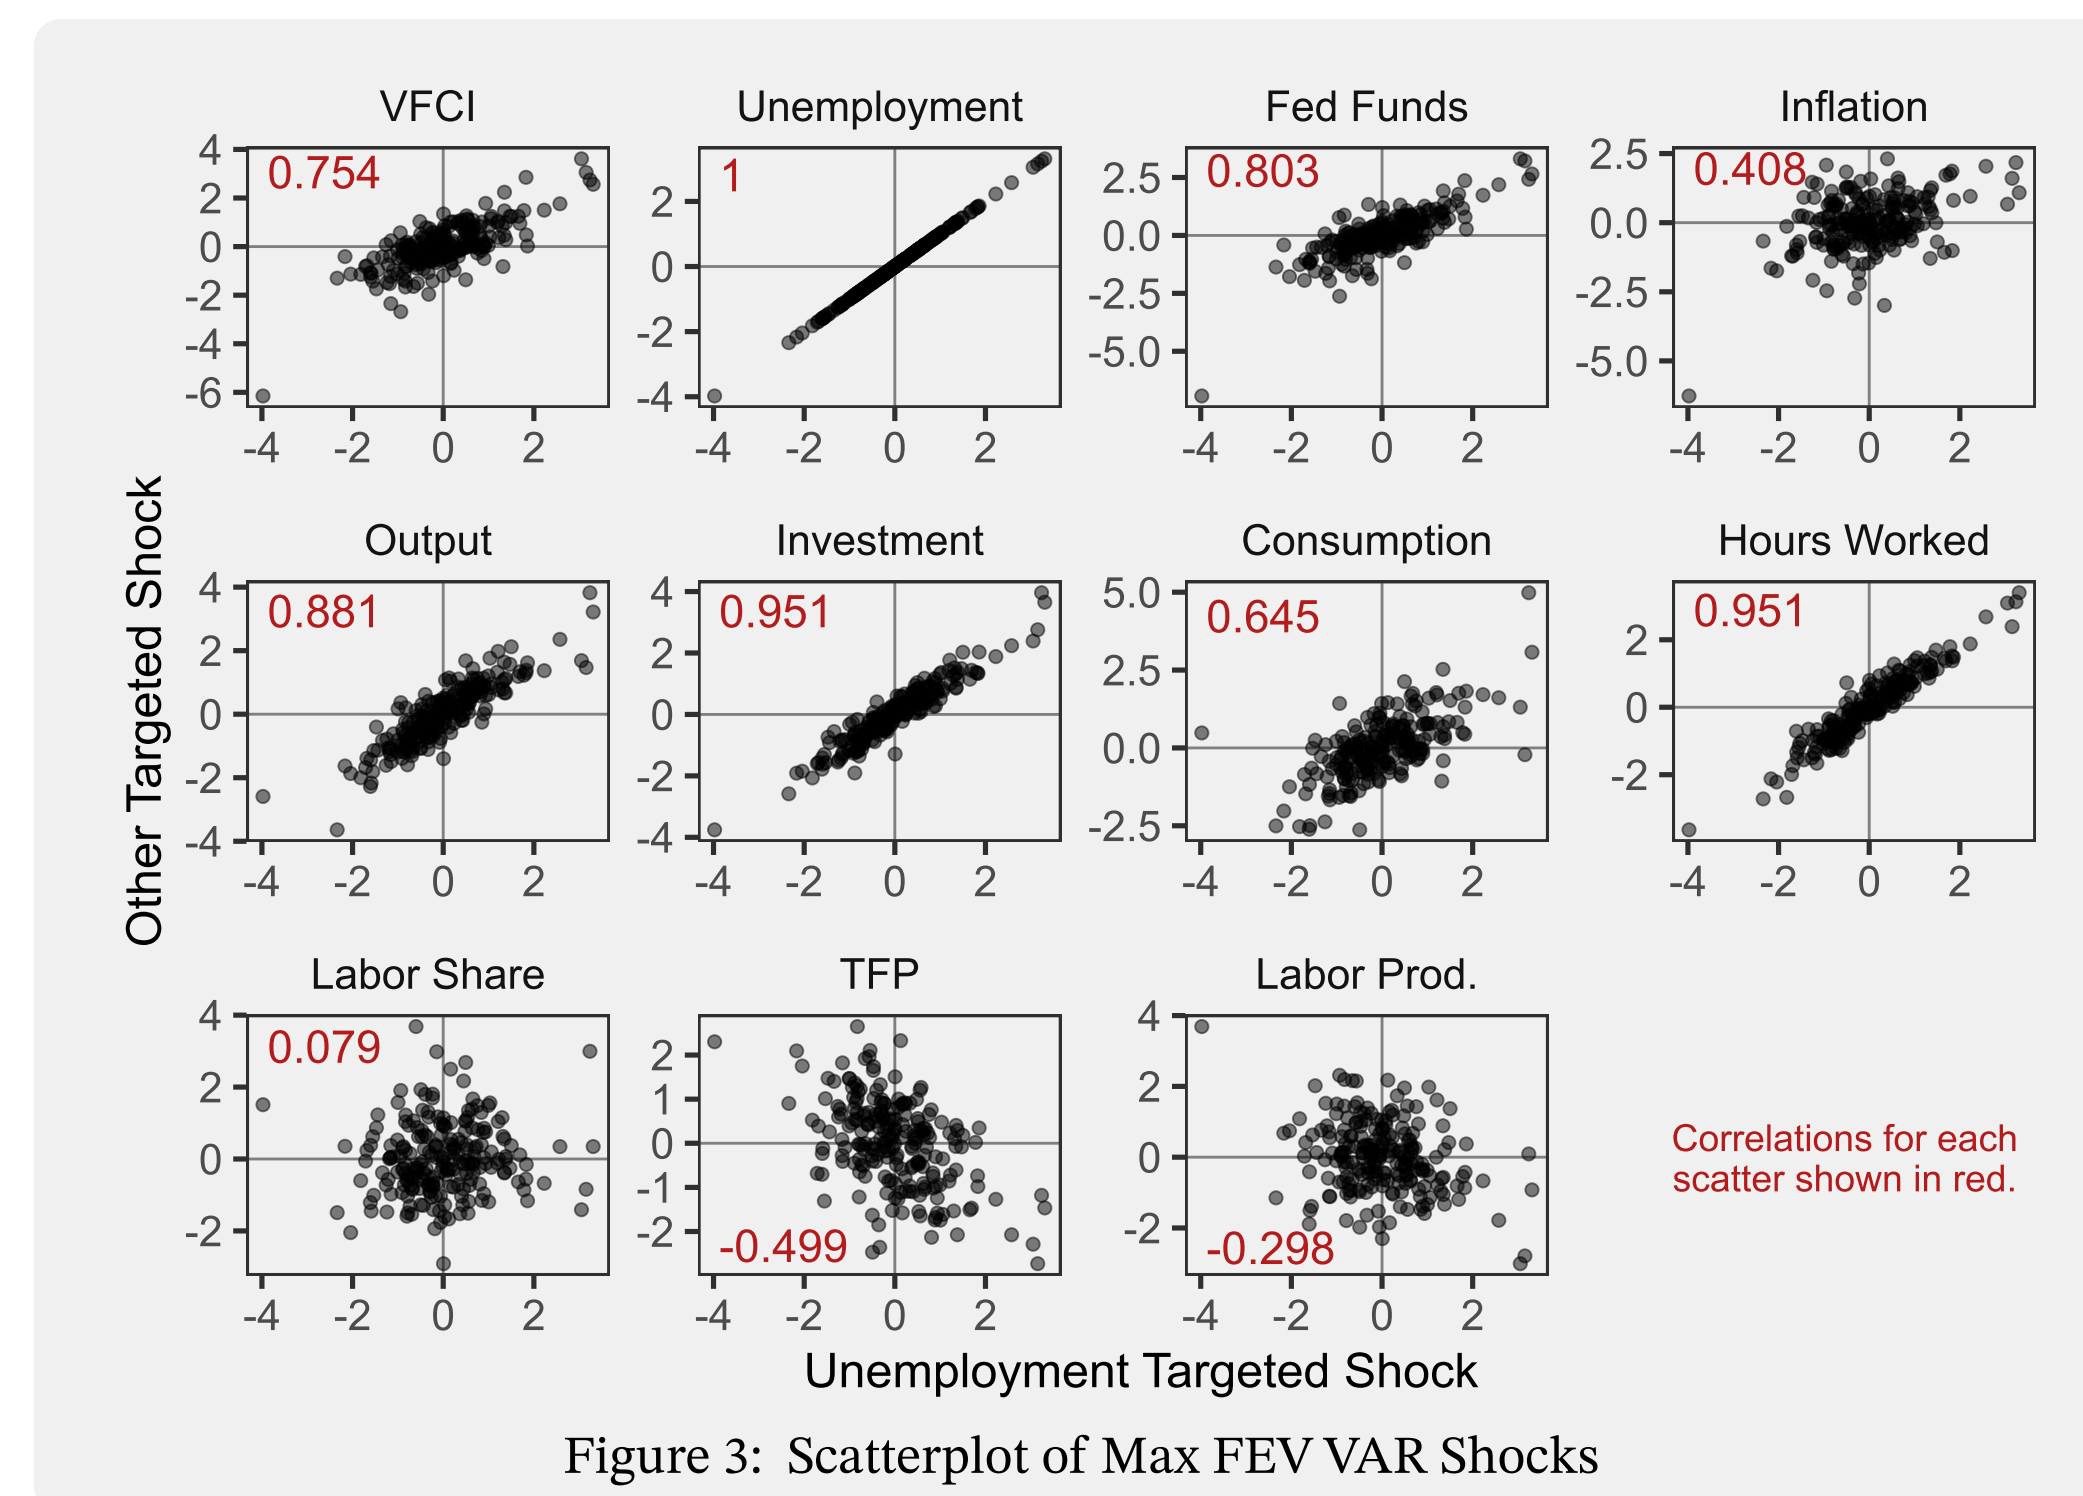 VFCI Unemployment Fed Funds Inflation
4 2 0 -2 -4 -6
0.754
-4 -2 0 2
2 0 -2 -4
1
-4 -2 0 2
2.5 0.0 -2.5 -5.0
0.803
-4 -2 0 2
2.5 0.0 -2.5 -5.0
0.408
-4 -2 0 2
Other Targeted Shock
Output Investment Consumption Hours Worked
4 2 0 -2 -4
0.881
-4 -2 0 2
4 2 0 -2 -4
0.951
-4 -2 0 2
5.0 2.5 0.0 -2.5
0.645
-4 -2 0 2
2 0 -2
0.951
-4 -2 0 2
Labor Share TFP Labor Prod.
4 2 0 -2
0.079
-4 -2 0 2
2 1 0 -1 -2
-0.499
-4 -2 0 2
4 2 0 -2
-0.298
-4 -2 0 2
Correlations for each
scatter shown in red.
Unemployment Targeted Shock
Figure 3: Scatterplot of Max FEV VAR Shocks